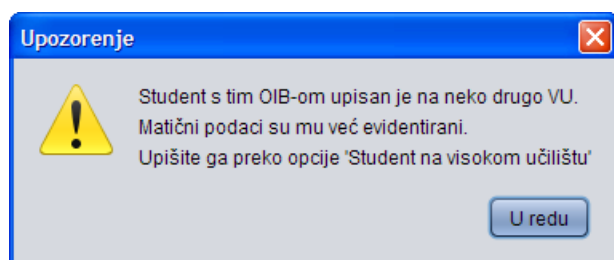 Upozorenje
Student s tim OIB-om upisan je na neko drugo VU.
Matični podaci su mu već evidentirani.
Upišite ga preko opcije 'Student na visokom učilištu'
U redu